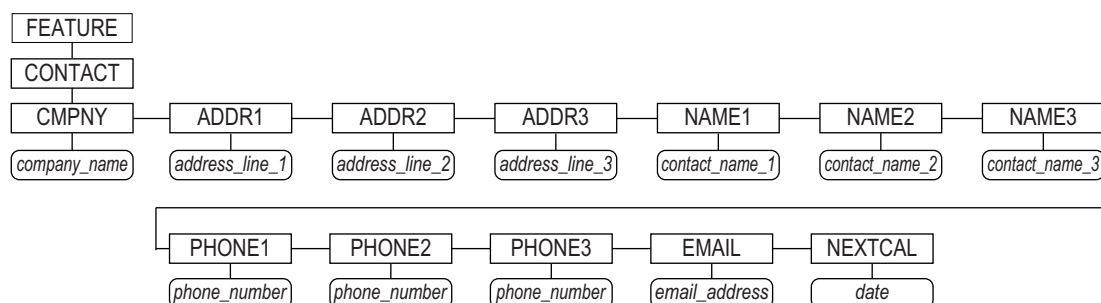 FEATURE
CONTACT
CMPNY ADDR1 ADDR2 ADDR3 NAME1 NAME2 NAME3
company_name address_line_1 address_line_2 address_line_3 contact_name_1 contact_name_2 contact_name_3
PHONE1 PHONE2 PHONE3 EMAIL NEXTCAL
phone_number phone_number phone_number email_address date